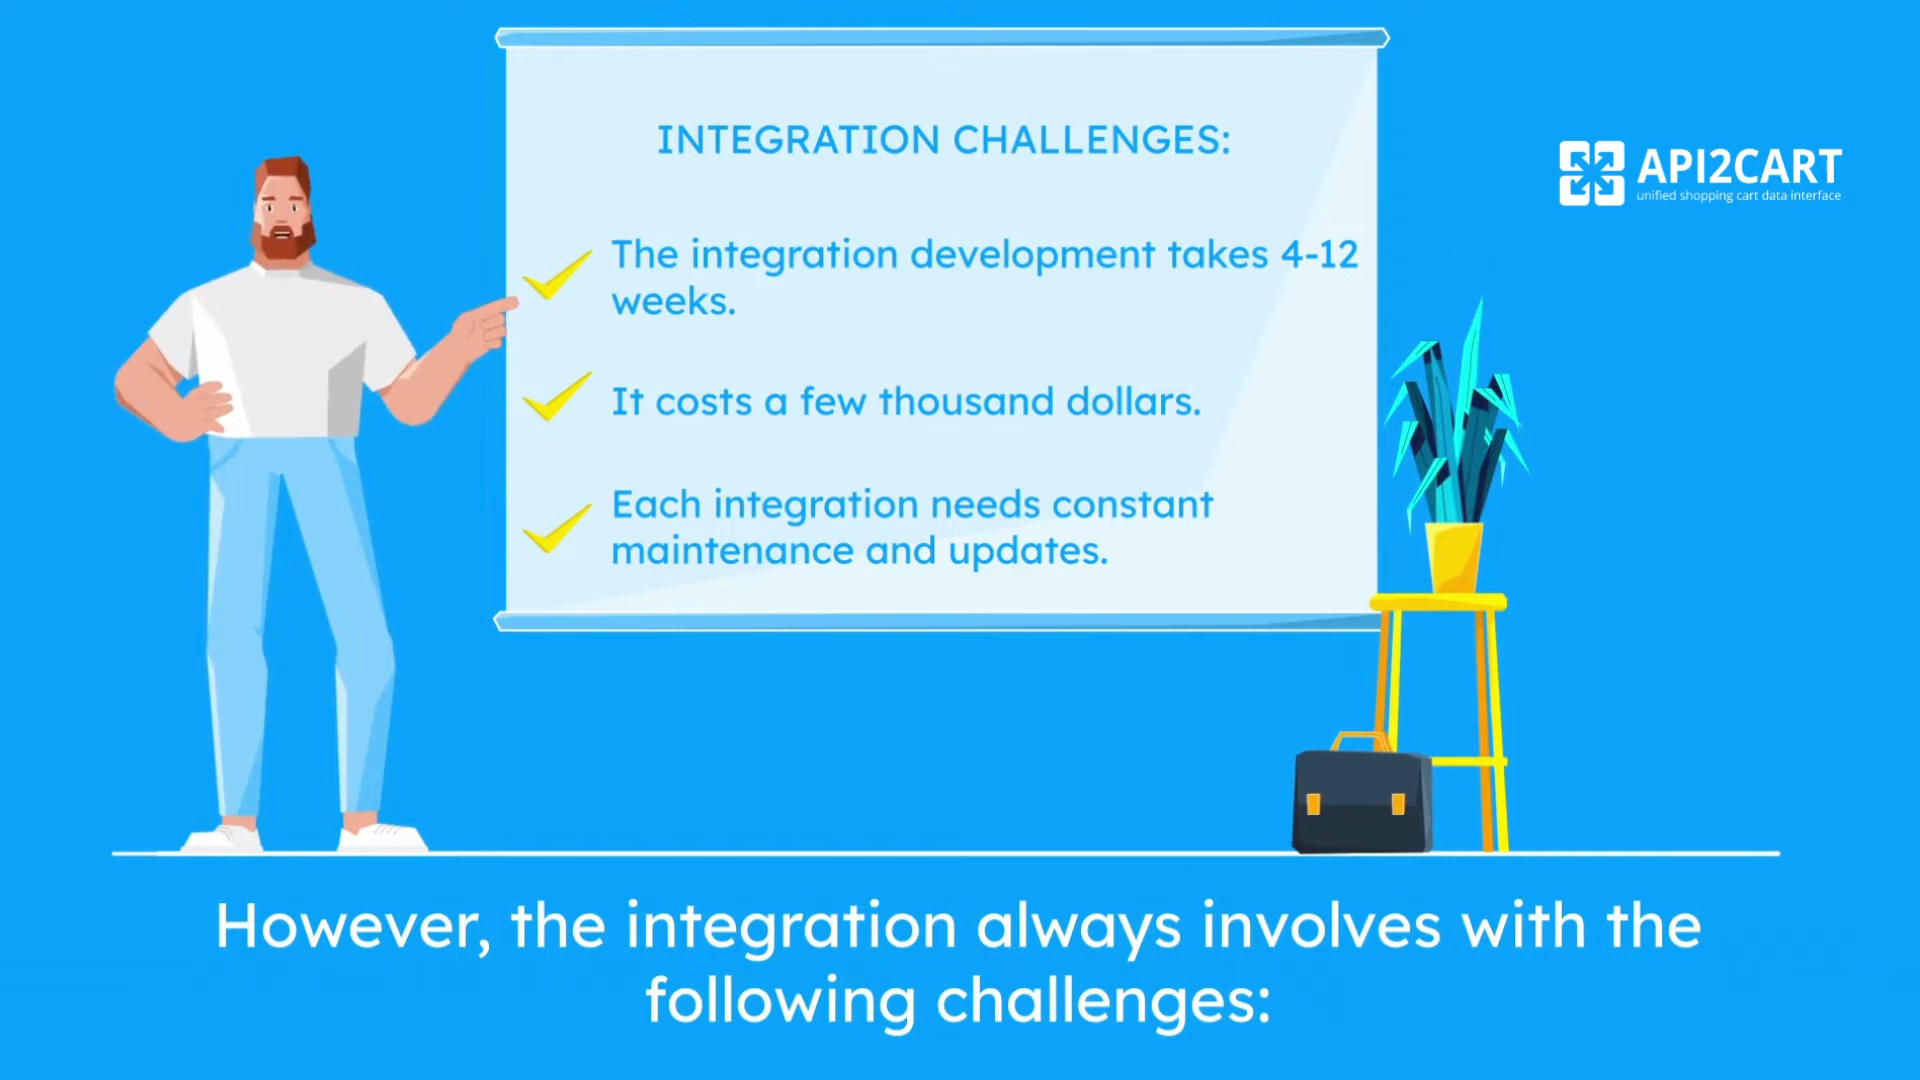 INTEGRATION CHALLENGES:
API2CART
unified shopping cart data interface
The integration development takes 4-12
weeks.
It costs a few thousand dollars.
Each integration needs constant
maintenance and updates.
However, the integration always involves with the
following challenges: